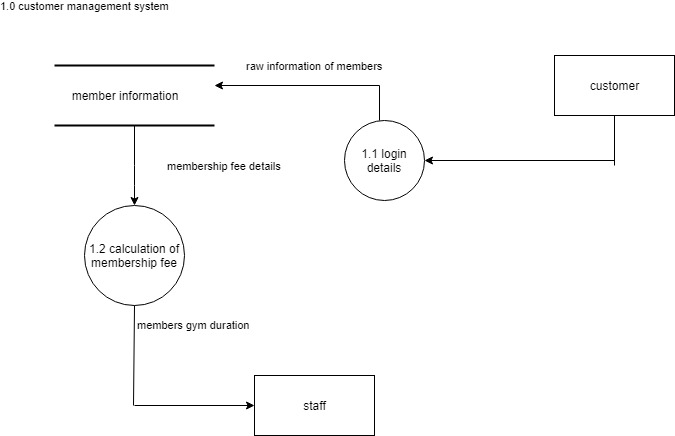 1.0 customer management system
raw information of members
customer
member information
1.1 login
details
membership fee details
1.2 calculation of
membership fee
members gym duration
staff